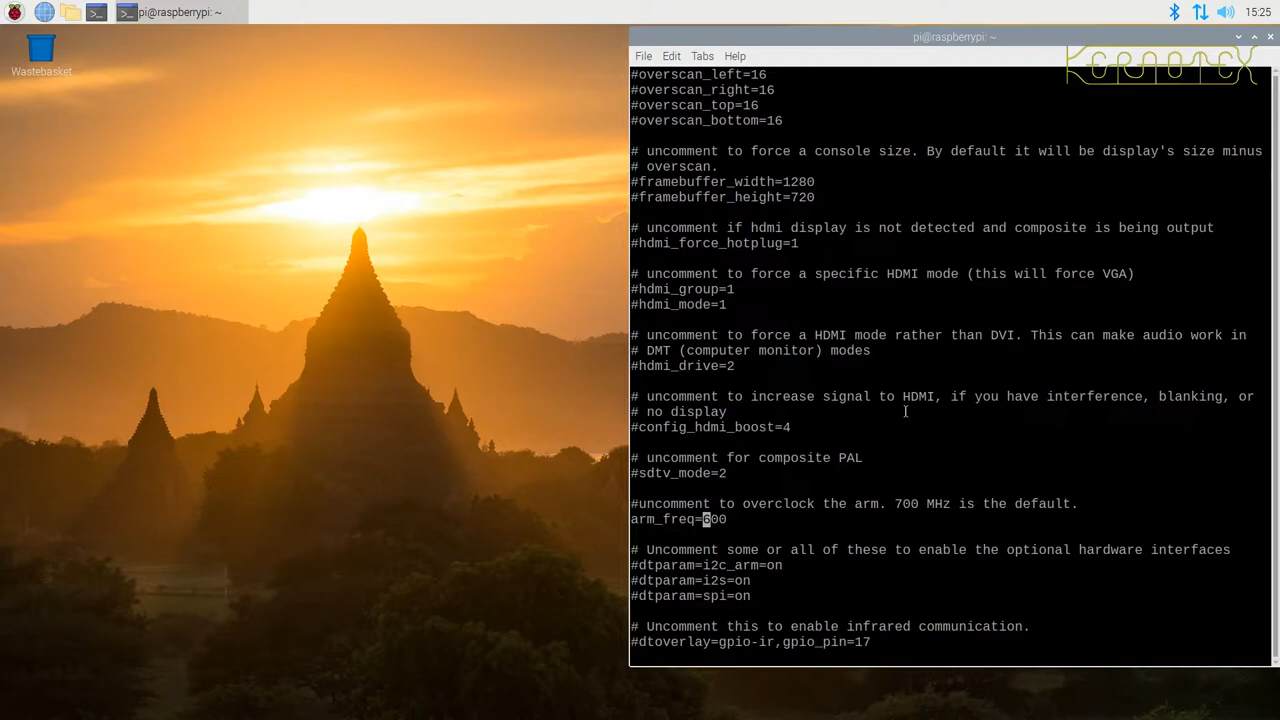 pi@raspberrypi: ~
15:25
Wastebasket
pi@raspberrypi: ~
File Edit Tabs Help
KERNOTEX
#overscan_left=16
#overscan_right=16
#overscan_top=16
#overscan_bottom=16
# uncomment to force a console size. By default it will be display's size minus
# overscan.
#framebuffer_width=1280
#framebuffer_height=720
# uncomment if hdmi display is not detected and composite is being output
#hdmi_force_hotplug=1
# uncomment to force a specific HDMI mode (this will force VGA)
#hdmi_group=1
#hdmi_mode=1
# uncomment to force a HDMI mode rather than DVI. This can make audio work in
# DMT (computer monitor) modes
#hdmi_drive=2
# uncomment to increase signal to HDMI, if you have interference, blanking, or
# no display
#config_hdmi_boost=4
# uncomment for composite PAL
#sdtv_mode=2
#uncomment to overclock the arm. 700 MHz is the default.
arm_freq=600
# Uncomment some or all of these to enable the optional hardware interfaces
#dtparam=i2c_arm=on
#dtparam=i2s=on
#dtparam=spi=on
# Uncomment this to enable infrared communication.
#dtoverlay=gpio-ir,gpio_pin=17